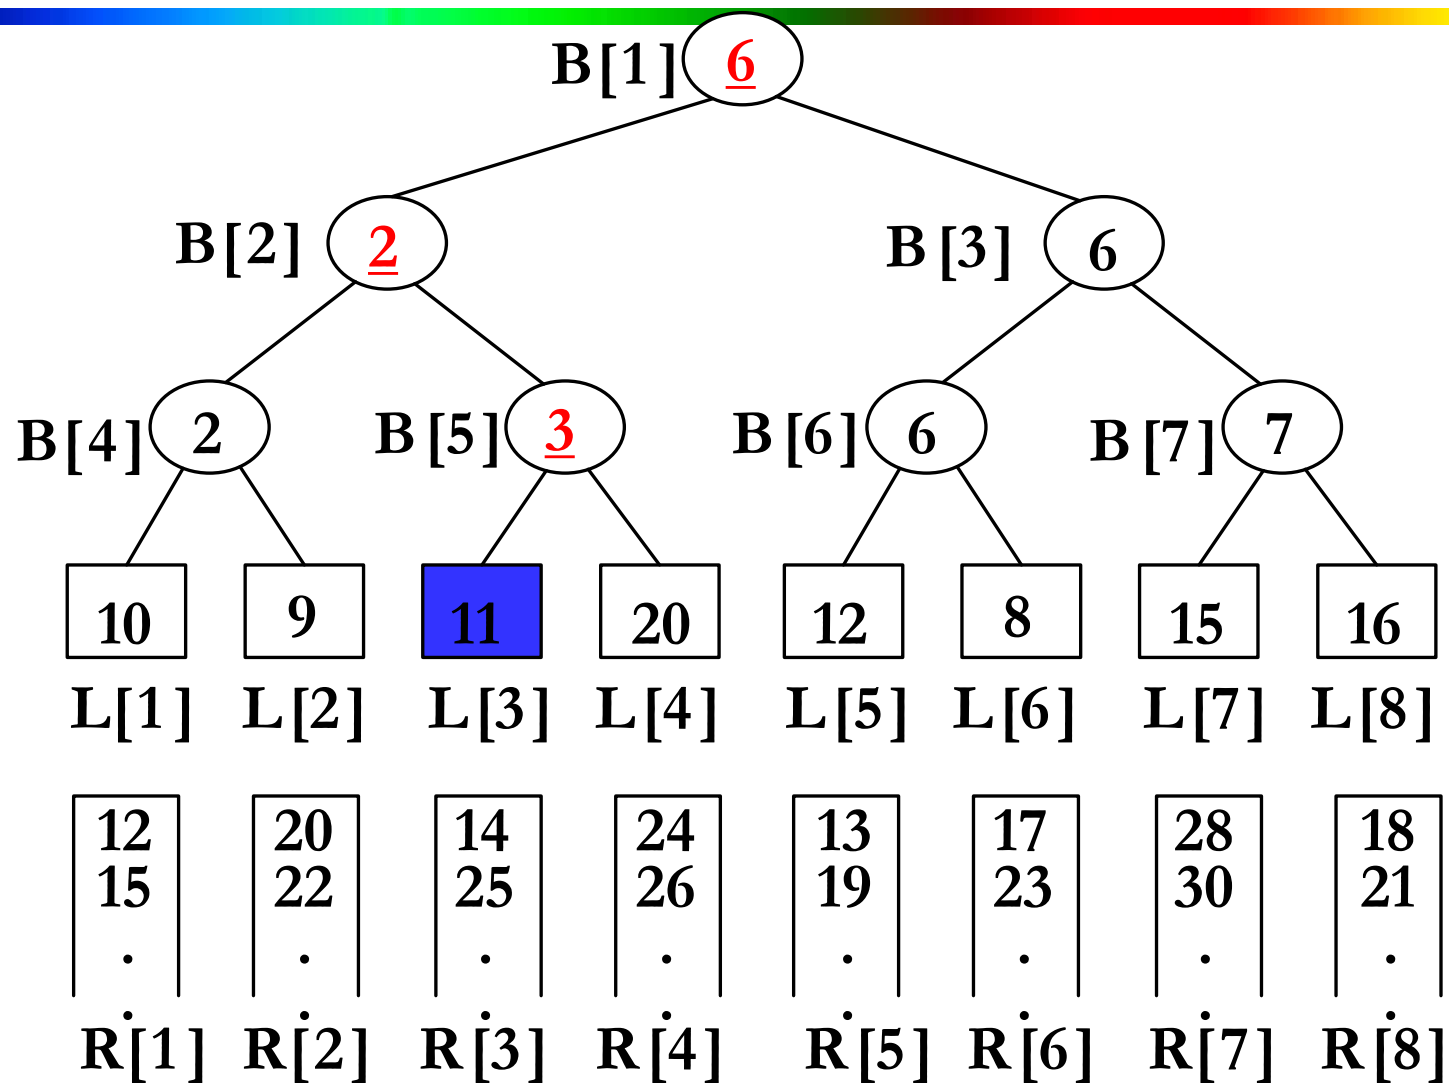 B[1] 6
B[2] 2 B[3] 6
B[4] 2 B[5] 3 B[6] 6 B[7] 7
10 9 11 20 12 8 15 16
L[1] L[2] L[3] L[4] L[5] L[6] L[7] L[8]
12 20 14 24 13 17 28 18
15 22 25 26 19 23 30 21
. . . . . . . .
. . . . . . . .
R[1] R[2] R[3] R[4] R[5] R[6] R[7] R[8]